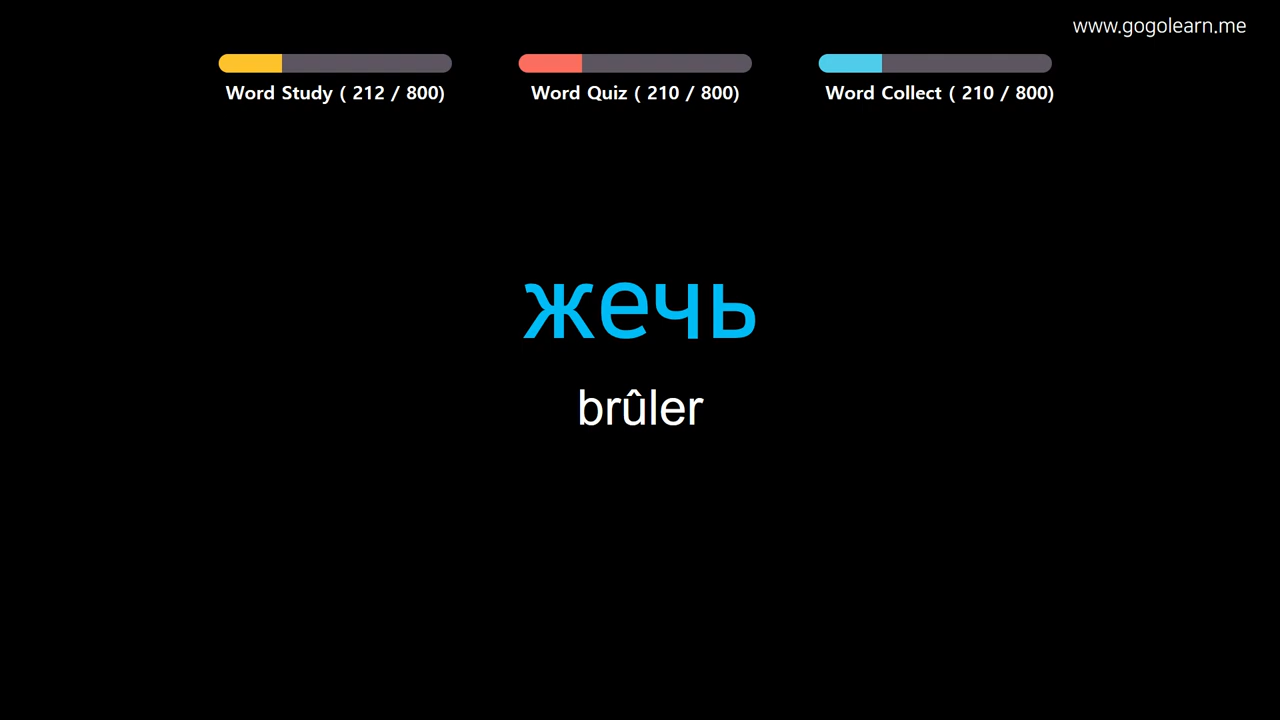 www.gogolearn.me
Word Study ( 212 / 800)
Word Quiz ( 210 / 800)
Word Collect ( 210 / 800)
жечь
brûler